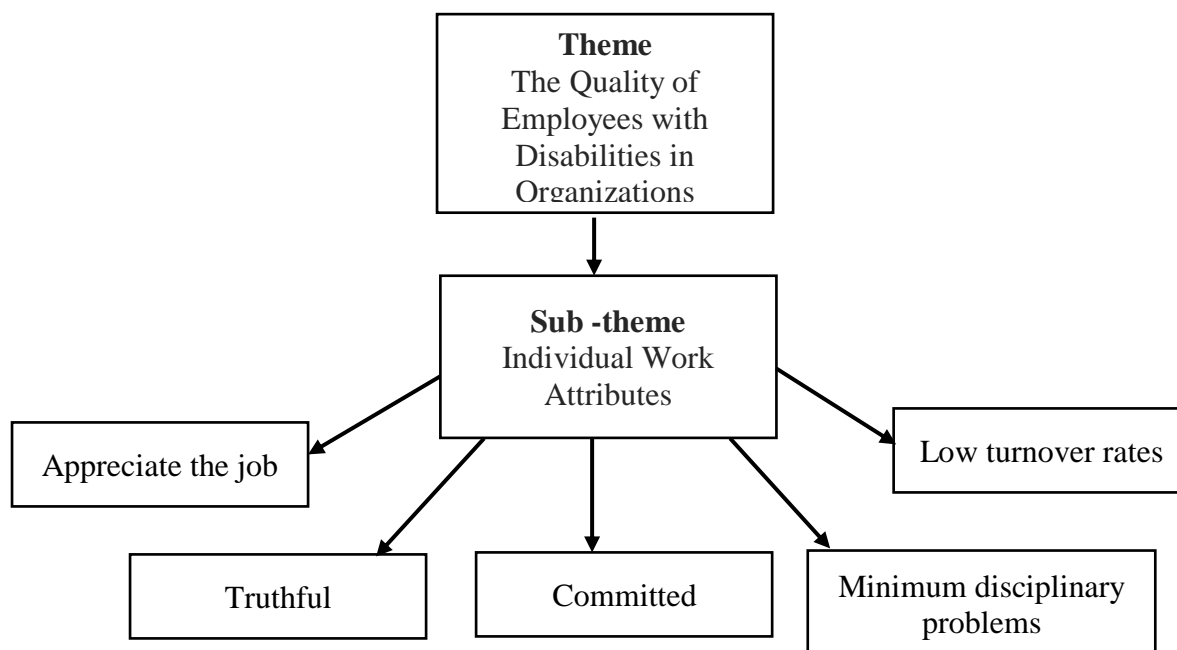 Theme
The Quality of
Employees with
Disabilities in
Organizations
Sub -theme
Individual Work
Attributes
Appreciate the job
Low turnover rates
Truthful
Committed
Minimum disciplinary
problems